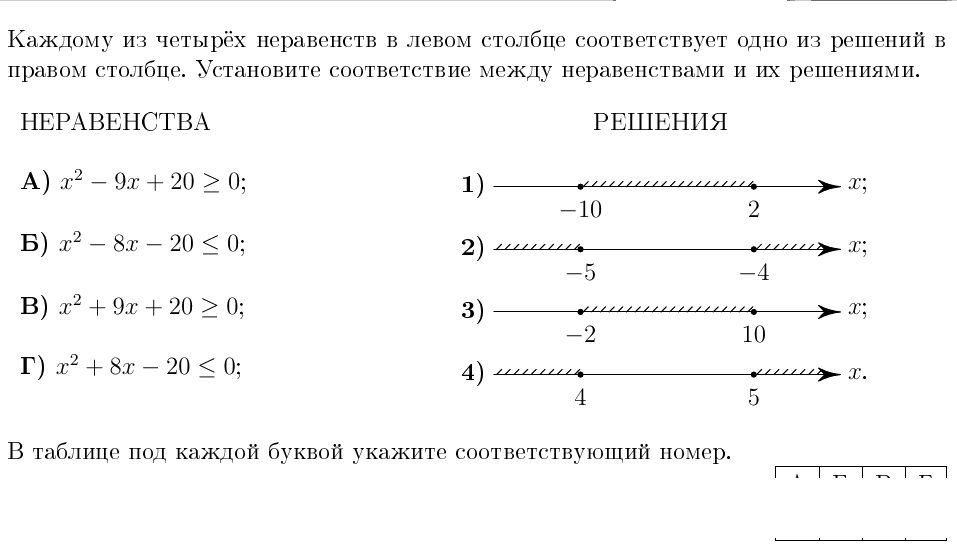 Каждому из четырёх неравенств в левом столбце соответствует одно из решений в
правом столбце. Установите соответствие между неравенствами и их решениями.
НЕРАВЕНСТВА
РЕШЕНИЯ
А) x² − 9x + 20 ≥ 0;
Б) x² − 8x − 20 ≤ 0;
В) x² + 9x + 20 ≥ 0;
Г) x² + 8x − 20 ≤ 0;
1) x;
−10 2
2) x;
−5 −4
3) x;
−2 10
4) x.
4 5
В таблице под каждой буквой укажите соответствующий номер.